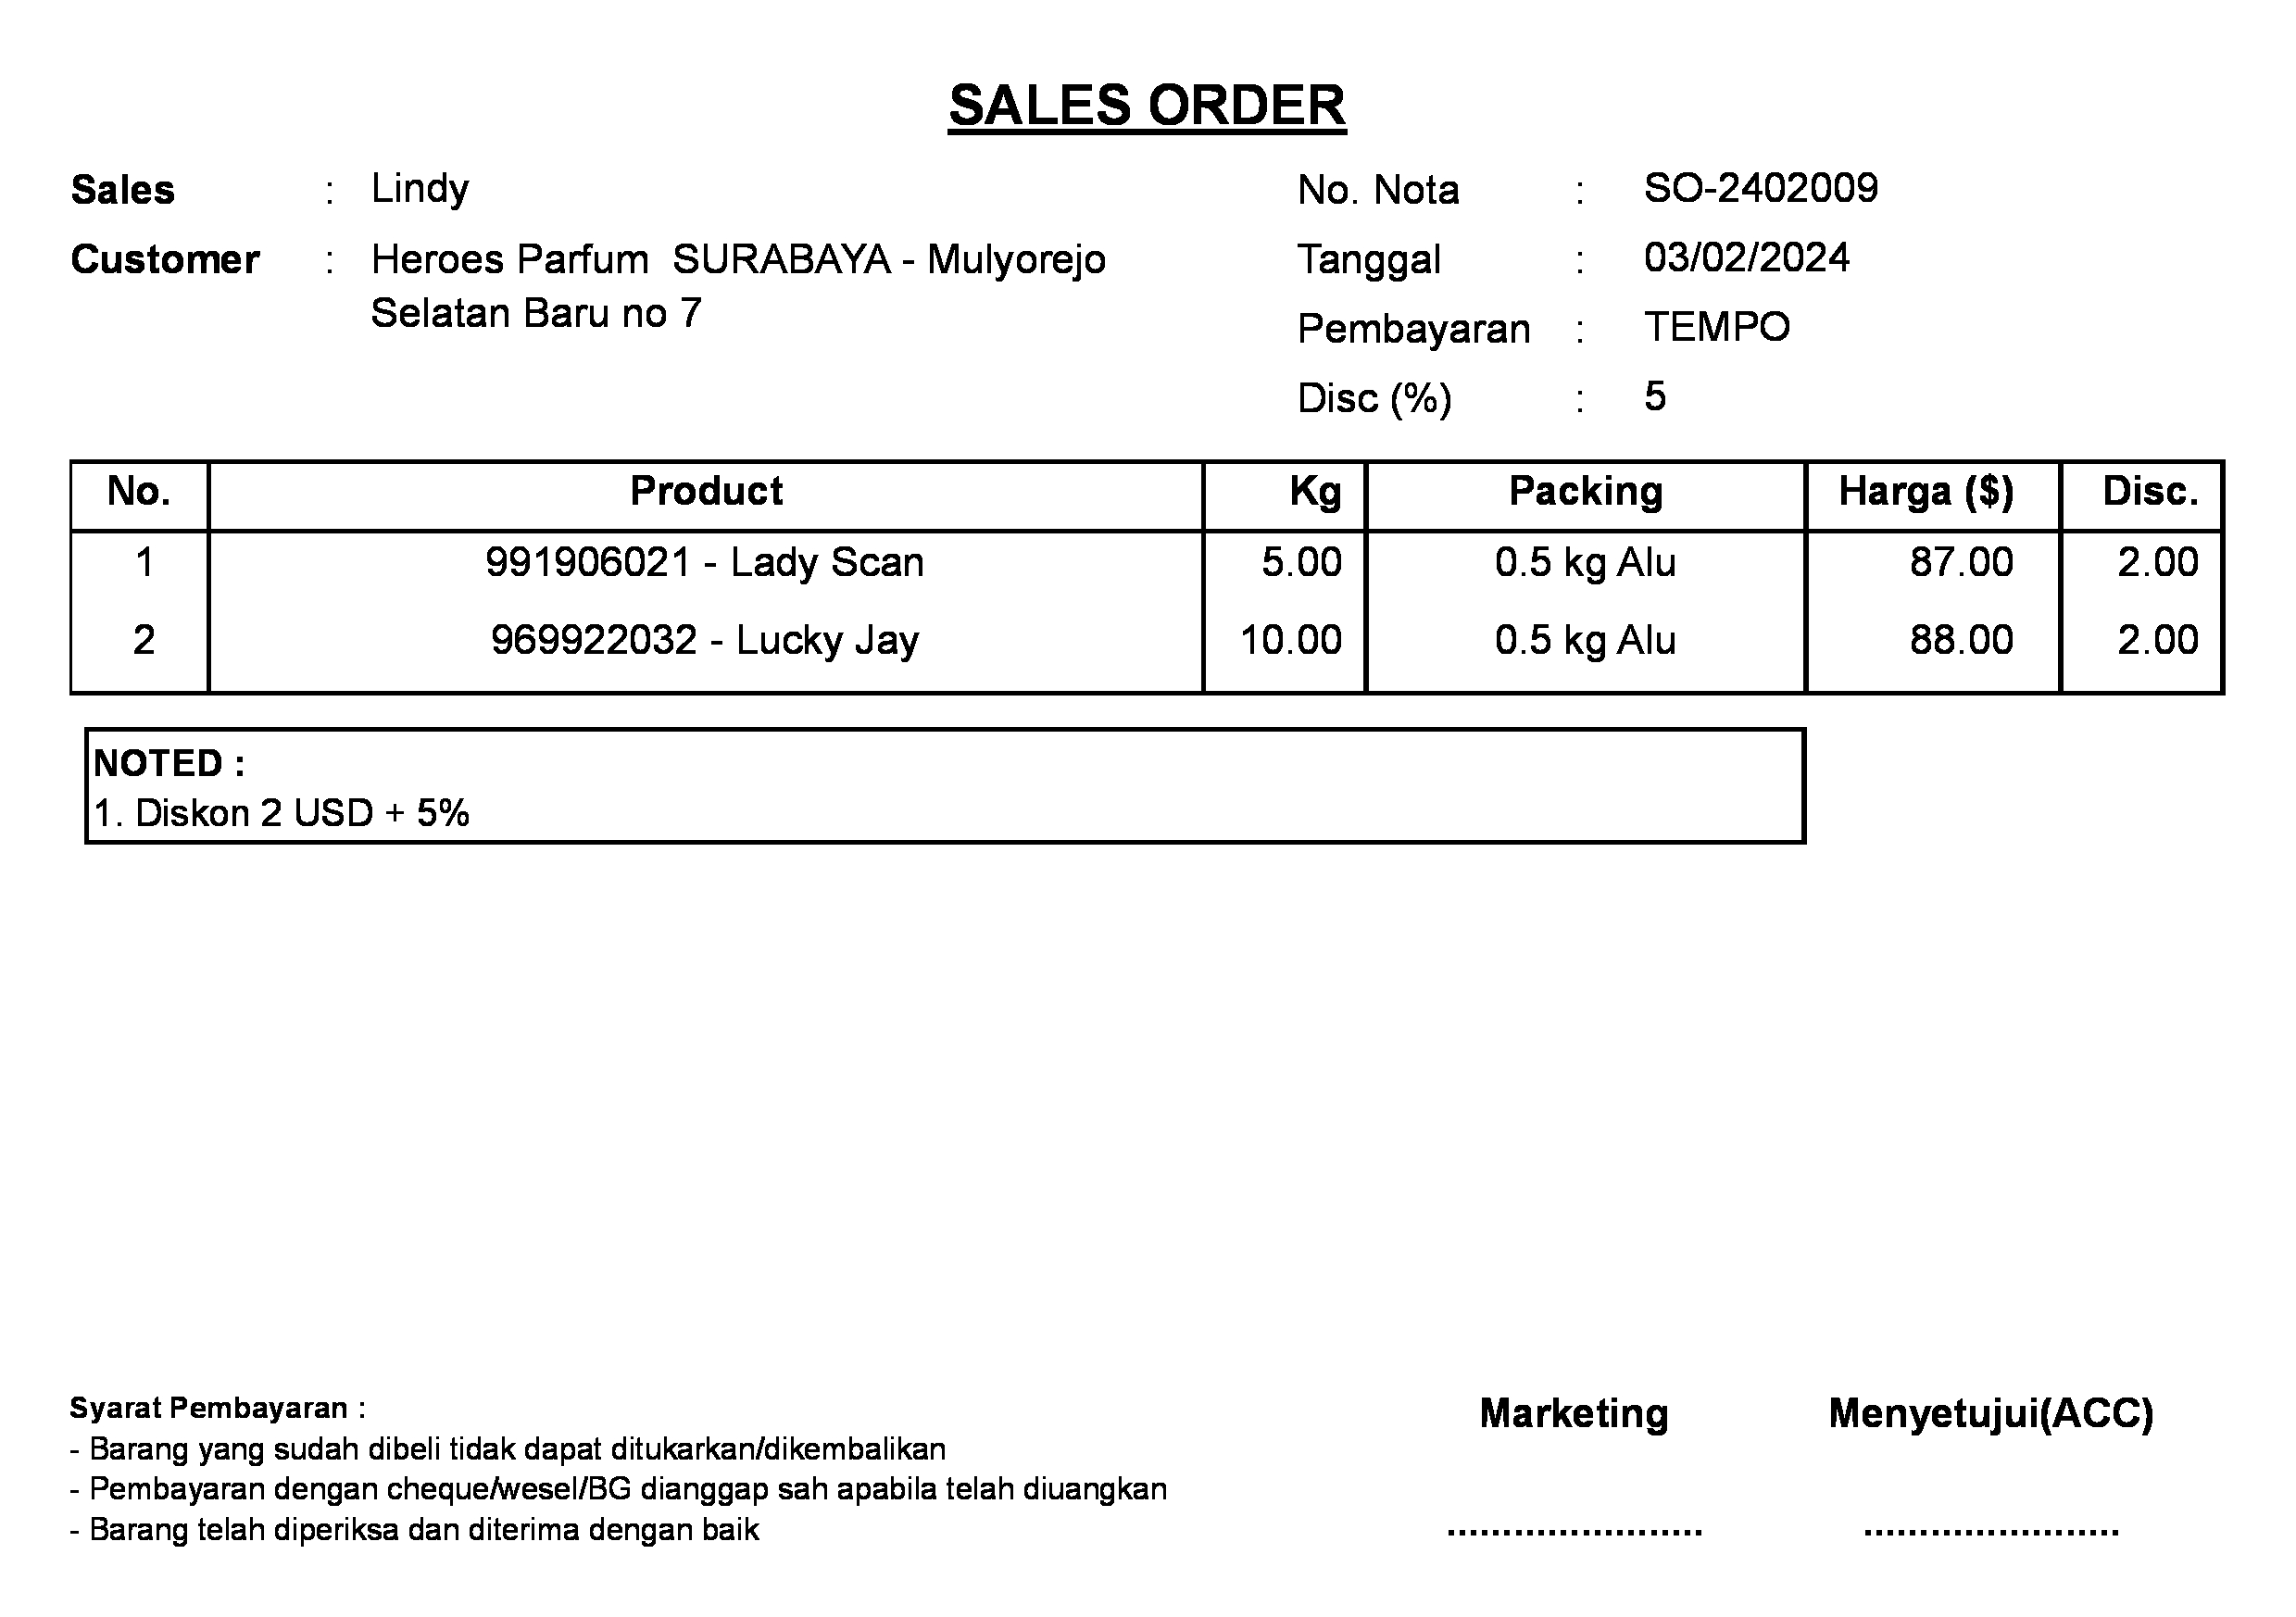 SALES ORDER
Sales : Lindy No. Nota : SO-2402009
Customer : Heroes Parfum SURABAYA - Mulyorejo Tanggal : 03/02/2024
Selatan Baru no 7
Pembayaran : TEMPO
Disc (%) : 5
No. Product Kg Packing Harga ($) Disc.
1 991906021 - Lady Scan 5.00 0.5 kg Alu 87.00 2.00
2 969922032 - Lucky Jay 10.00 0.5 kg Alu 88.00 2.00
NOTED :
1. Diskon 2 USD + 5%
Syarat Pembayaran : Marketing Menyetujui(ACC)
- Barang yang sudah dibeli tidak dapat ditukarkan/dikembalikan
- Pembayaran dengan cheque/wesel/BG dianggap sah apabila telah diuangkan
- Barang telah diperiksa dan diterima dengan baik ....................... .......................